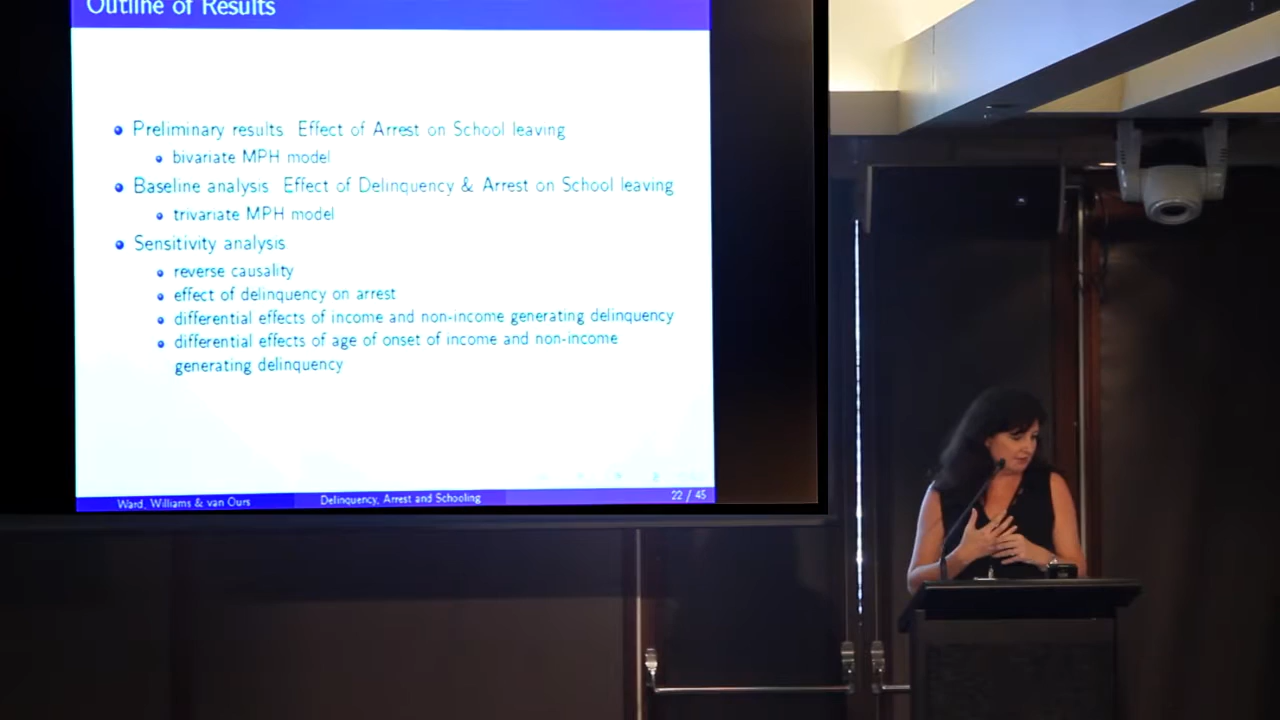 Outline of Results
Preliminary results Effect of Arrest on School leaving
bivariate MPH model
Baseline analysis Effect of Delinquency & Arrest on School leaving
trivariate MPH model
Sensitivity analysis
reverse causality
effect of delinquency on arrest
differential effects of income and non-income generating delinquency
differential effects of age of onset of income and non-income
generating delinquency
Ward, Williams & van Ours Delinquency, Arrest and Schooling 22 / 45